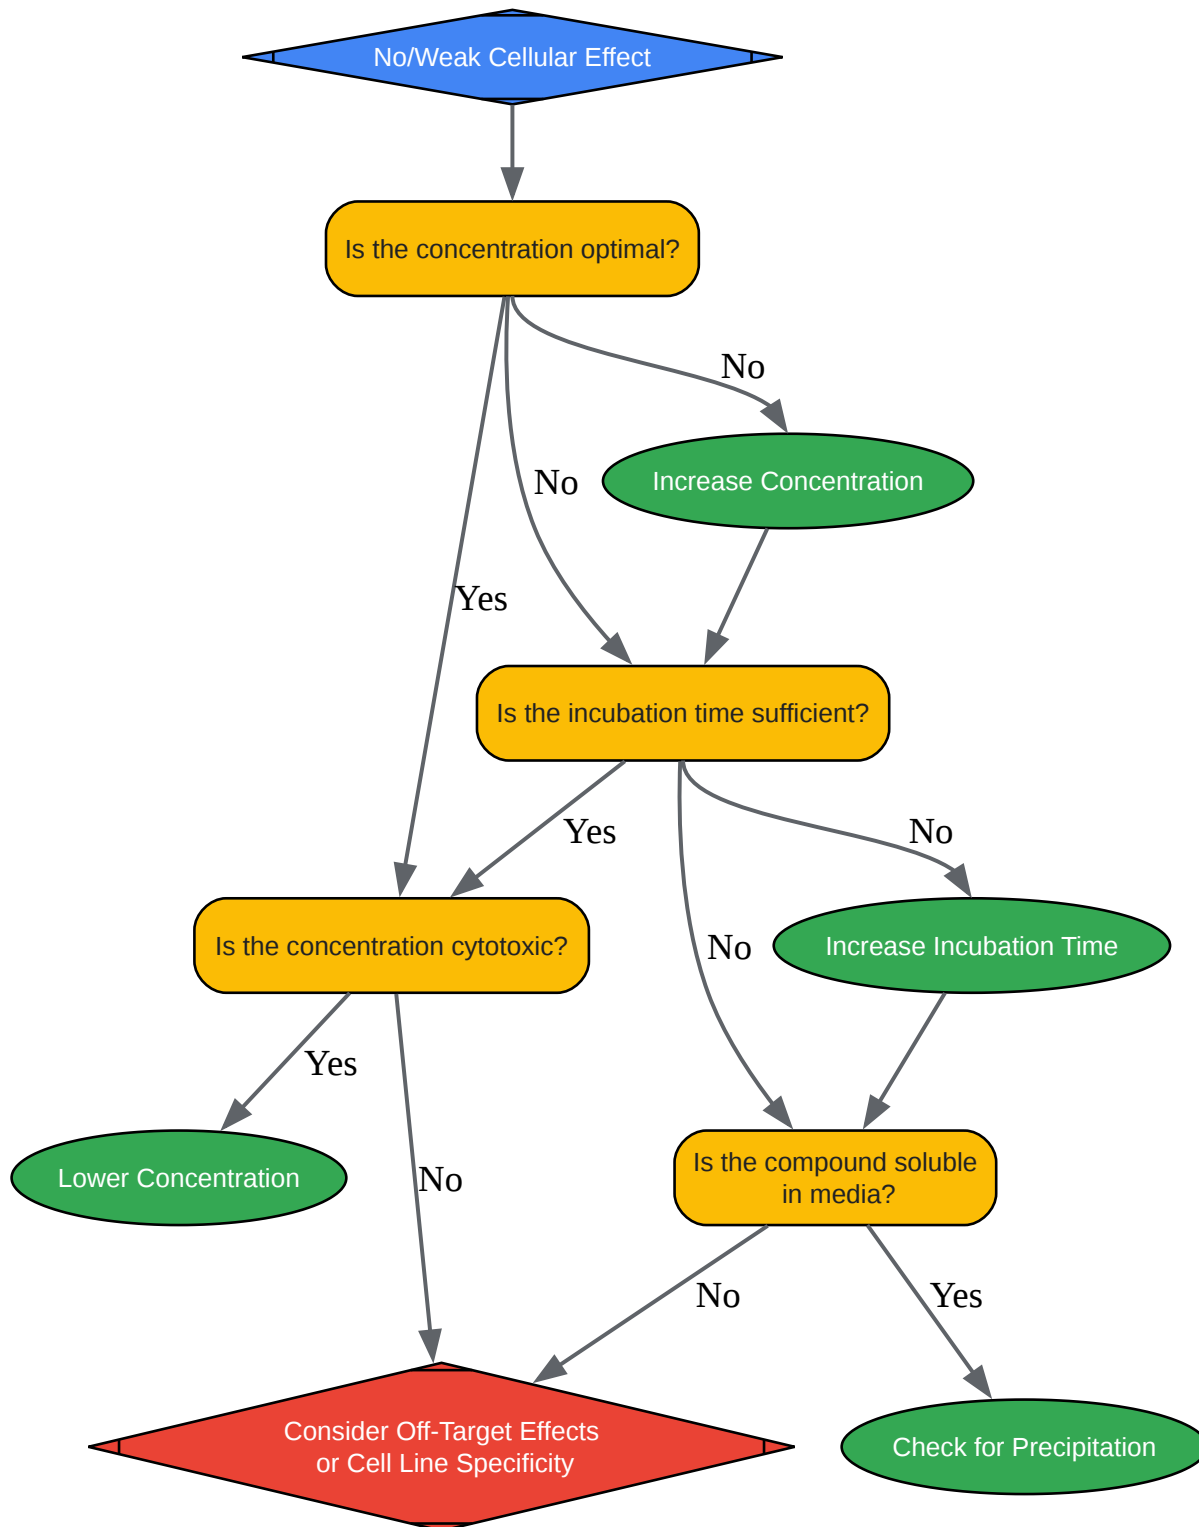 No/Weak Cellular Effect
Is the concentration optimal?
No
Increase Concentration
No
Yes
Is the incubation time sufficient?
Yes
No
Is the concentration cytotoxic?
No
Increase Incubation Time
Yes
Lower Concentration
No
Is the compound soluble
in media?
No
Yes
Consider Off-Target Effects
or Cell Line Specificity
Check for Precipitation